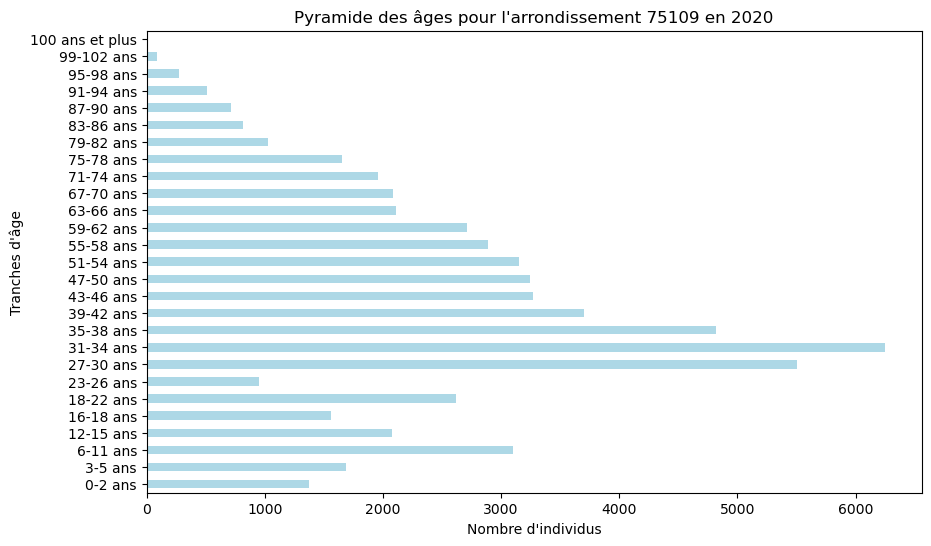 Pyramide des âges pour l'arrondissement 75109 en 2020
100 ans et plus
99-102 ans
95-98 ans
91-94 ans
87-90 ans
83-86 ans
79-82 ans
75-78 ans
71-74 ans
67-70 ans
63-66 ans
59-62 ans
55-58 ans
51-54 ans
47-50 ans
43-46 ans
39-42 ans
35-38 ans
31-34 ans
27-30 ans
23-26 ans
18-22 ans
16-18 ans
12-15 ans
6-11 ans
3-5 ans
0-2 ans
Tranches d'âge
0 1000 2000 3000 4000 5000 6000
Nombre d'individus